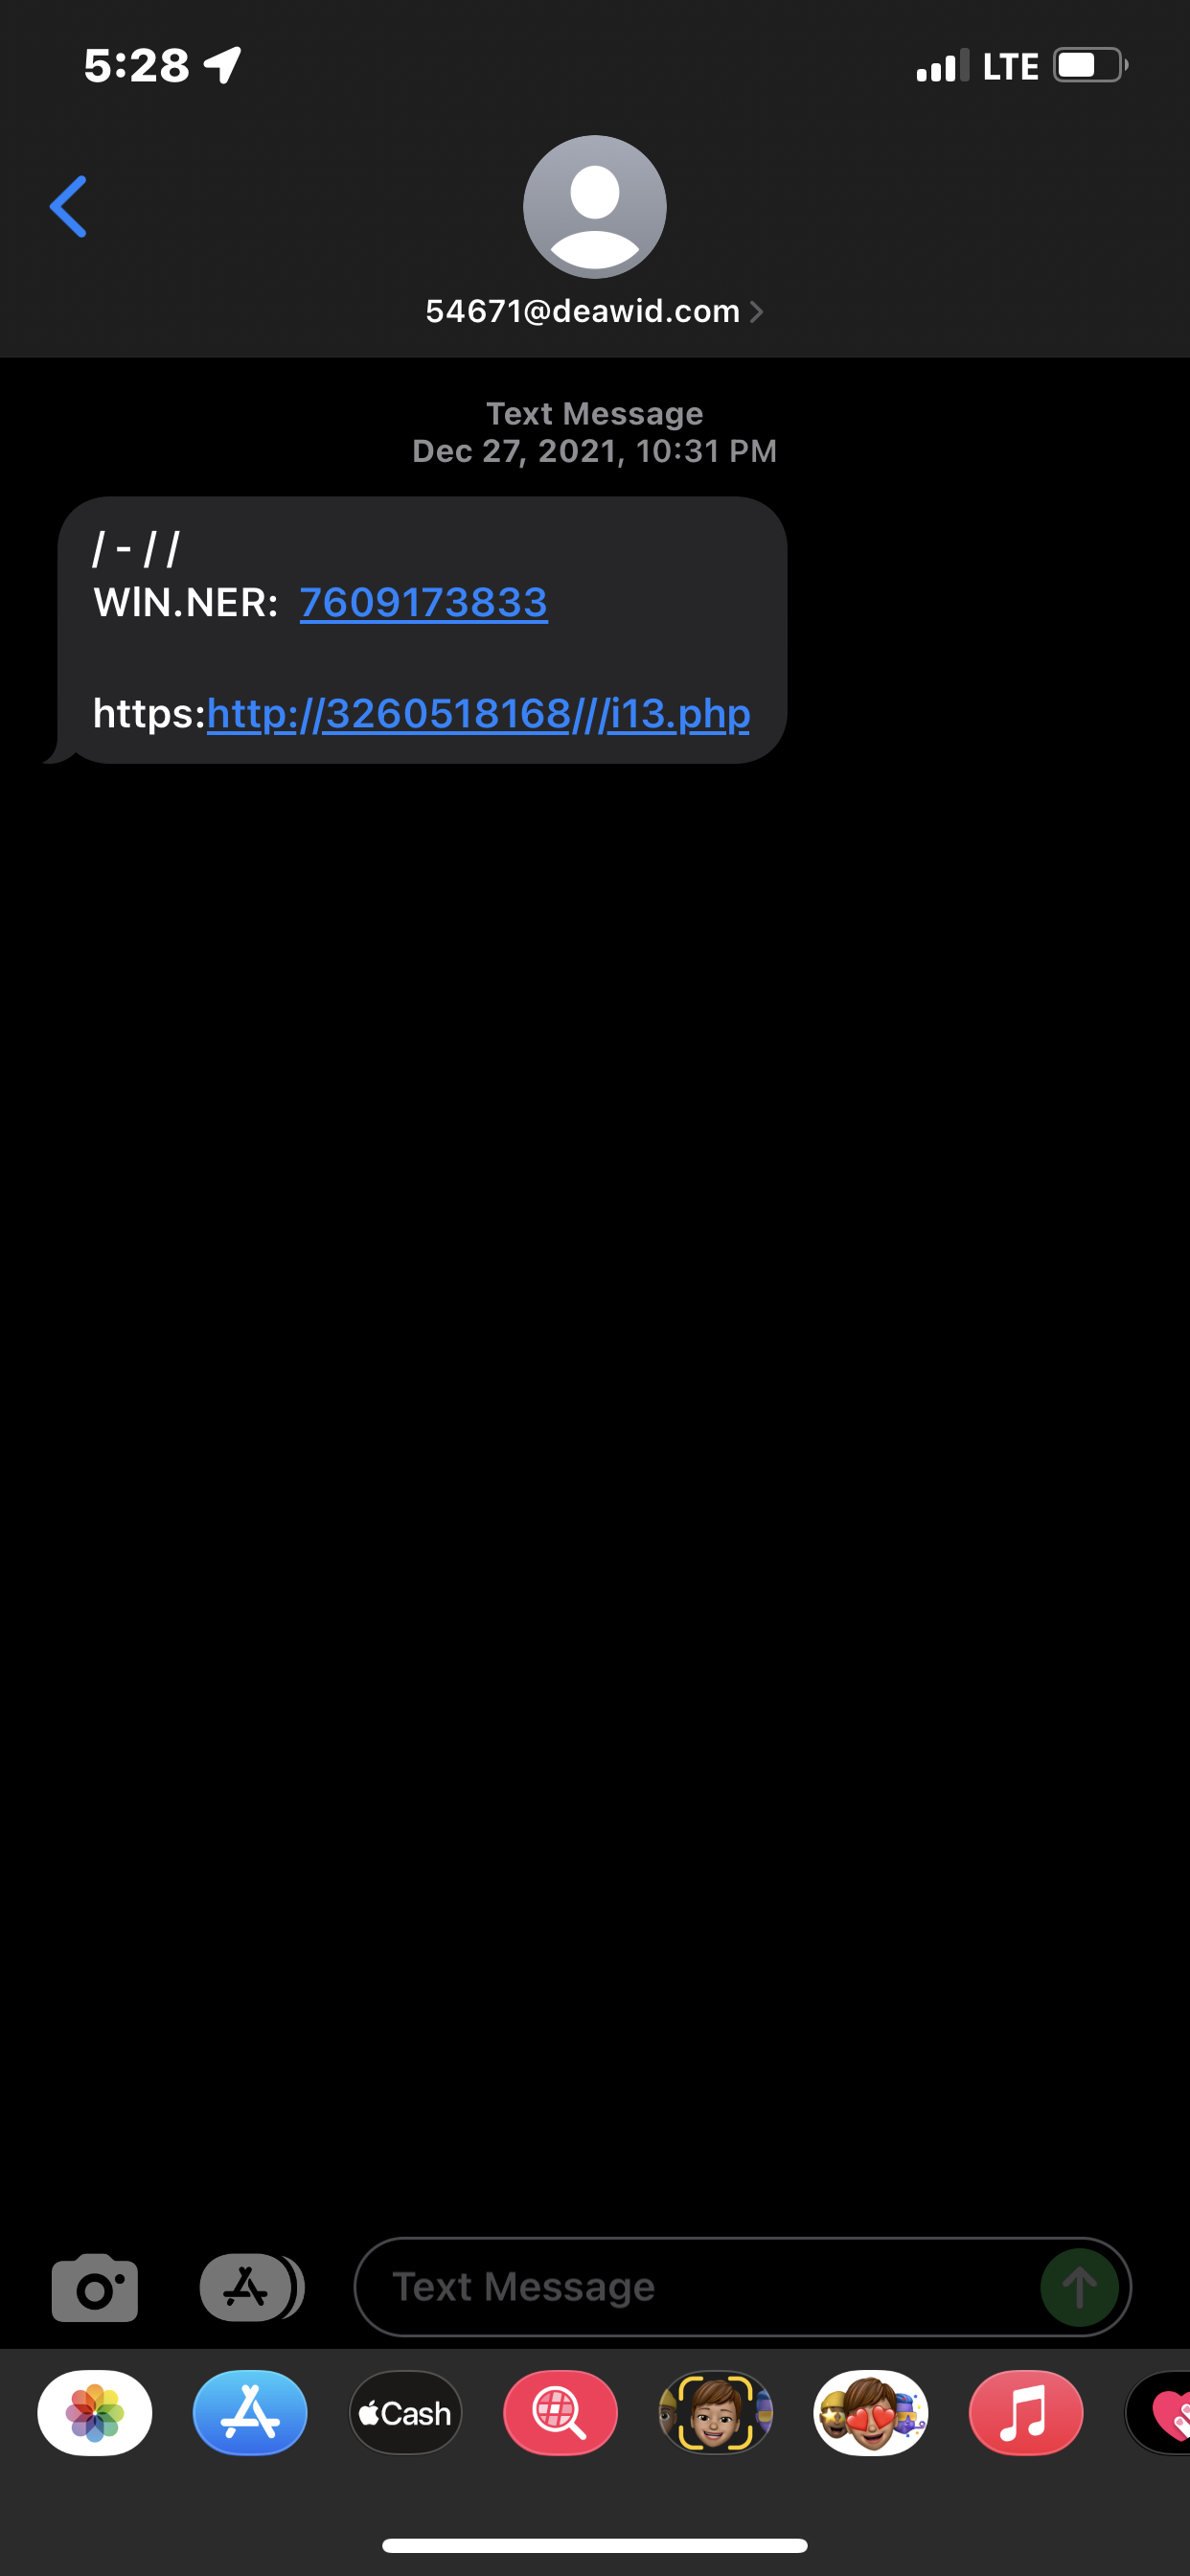 5:28 LTE
54671@deawid.com
Text Message
Dec 27, 2021, 10:31 PM
/ - / /
WlN.NER: 7609173833
https:http://3260518168///i13.php
Text Message
Cash